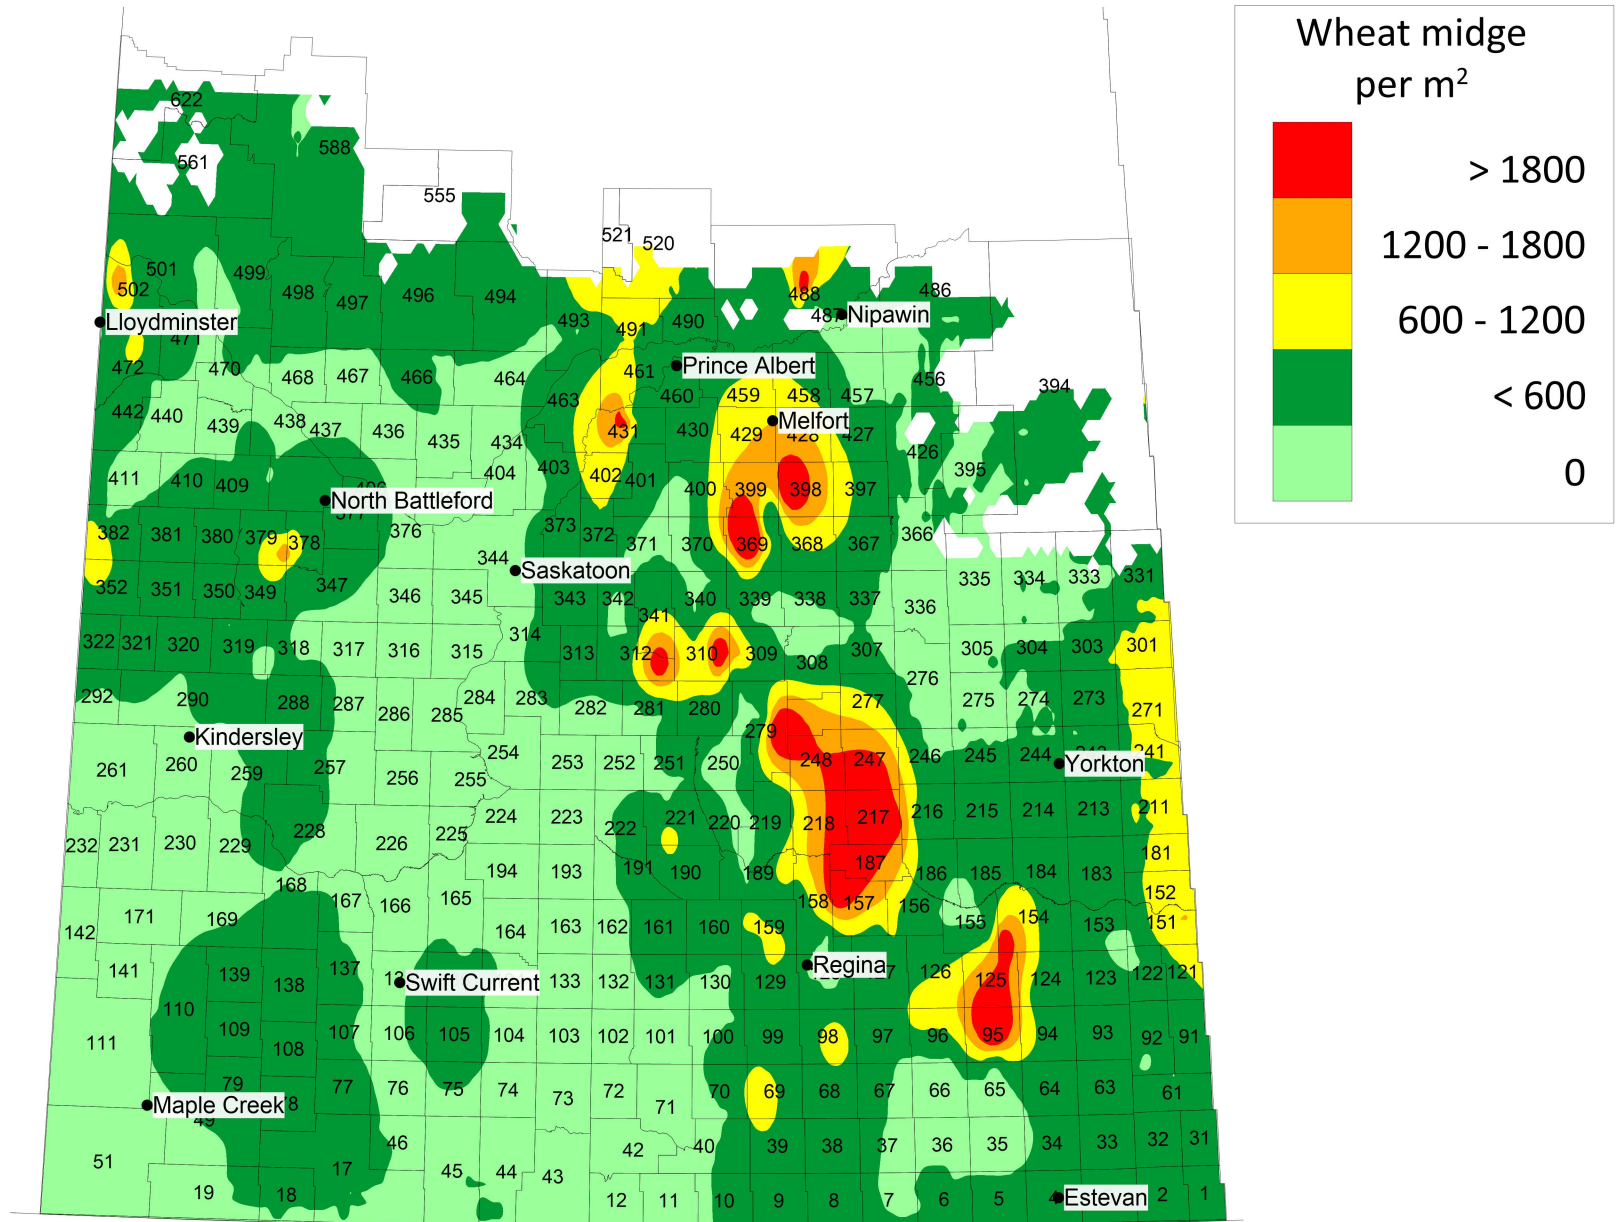 Wheat midge
per m²
> 1800
1200 - 1800
600 - 1200
< 600
0
622
588
561
555
521 520
501 499 502 498 497 496 494 488 486
493 491 490 487 Nipawin
Lloydminster
471
472 470 468 467 466 464 461 Prince Albert 456 394
442 440 439 438 437 436 435 434 463 460 459 458 457
431 430 429 428 427 Melfort
426 395
411 410 409 404 403 402 401 400 399 398 397
North Battleford
377
382 381 380 379 378 376 373 372 371 370 369 368 367 366
344 Saskatoon
352 351 350 349 347 346 345 343 342 341 340 339 338 337 336 335 334 333 331
322 321 320 319 318 317 316 315 314 313 312 310 309 308 307 305 304 303 301
292 290 288 287 286 285 284 283 282 281 280 279 277 276 275 274 273 271
Kindersley
261 260 259 257 256 255 254 253 252 251 250 248 247 246 245 244 241
Yorkton
232 231 230 229 228 226 225 224 223 222 221 220 219 218 217 216 215 214 213 211
194 193 191 190 189 187 186 185 184 183 181
171 169 168 167 166 165 164 163 162 161 160 159 158 157 156 155 154 153 152 151
142 141 139 138 137 133 132 131 130 129 126 125 124 123 122 121
Swift Current
Regina
111 110 109 108 107 106 105 104 103 102 101 100 99 98 97 96 95 94 93 92 91
79 77 76 75 74 73 72 71 70 69 68 67 66 65 64 63 61
Maple Creek
49
51 46 45 44 43 42 40 39 38 37 36 35 34 33 32 31
19 18 17 12 11 10 9 8 7 6 5 4 Estevan 2 1